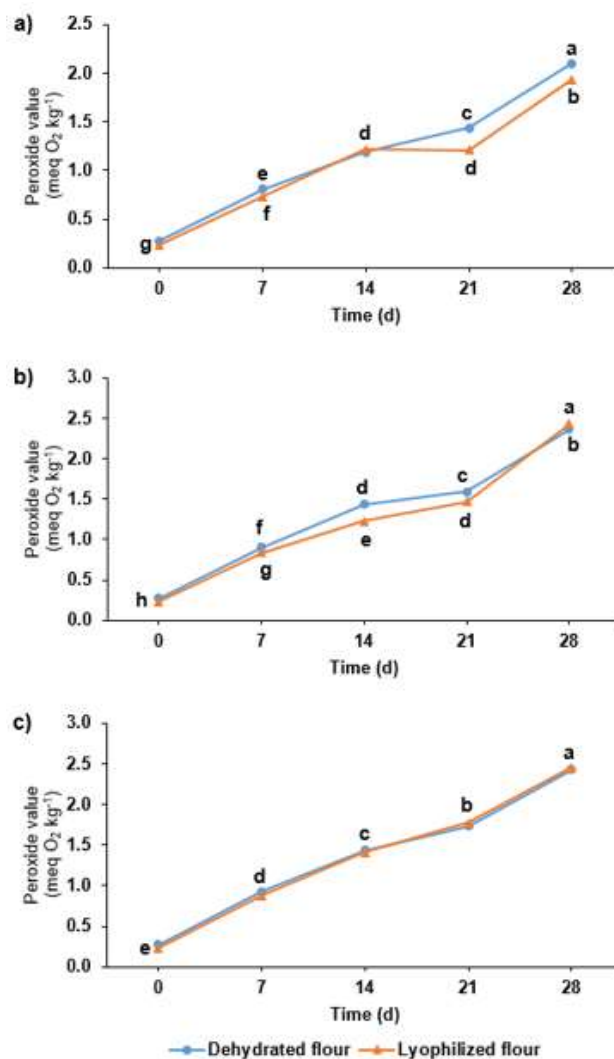 a)
Peroxide value
(meq O₂ kg⁻¹)
2.5
2.0
1.5
1.0
0.5
0.0
g
e
f
d
c
d
a
b
0 7 14 21 28
Time (d)
b)
Peroxide value
(meq O₂ kg⁻¹)
3.0
2.5
2.0
1.5
1.0
0.5
0.0
h
f
g
d
e
c
d
a
b
0 7 14 21 28
Time (d)
c)
Peroxide value
(meq O₂ kg⁻¹)
3.0
2.5
2.0
1.5
1.0
0.5
0.0
e
d
c
b
a
0 7 14 21 28
Time (d)
Dehydrated flour Lyophilized flour